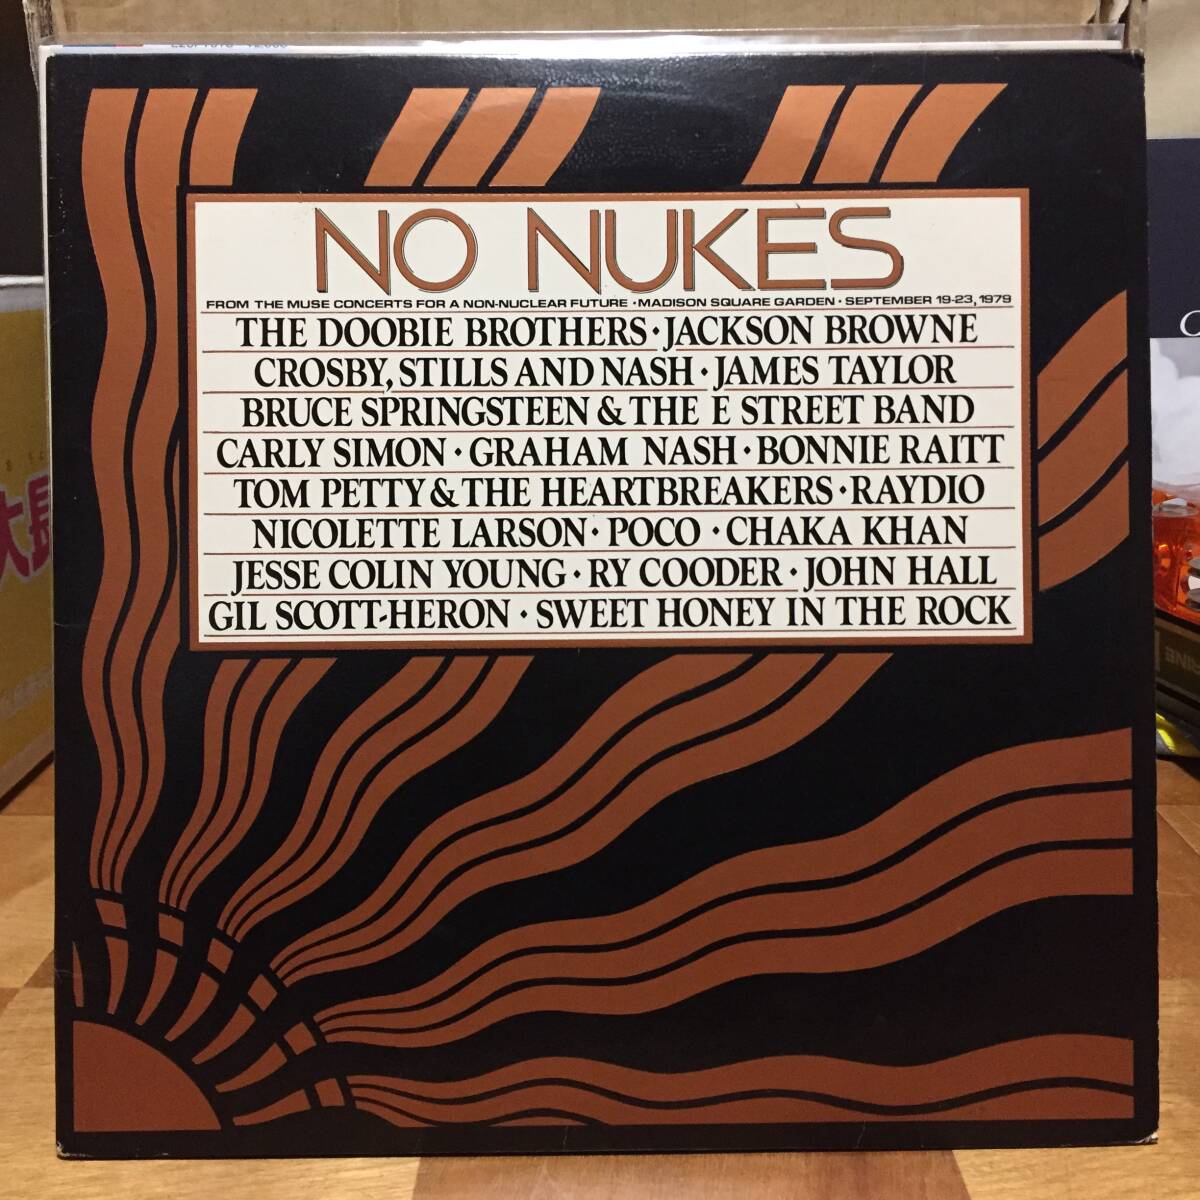 NO NUKES
FROM THE MUSE CONCERTS FOR A NON-NUCLEAR FUTURE • MADISON SQUARE GARDEN • SEPTEMBER 19-23, 1979
THE DOOBIE BROTHERS • JACKSON BROWNE
CROSBY, STILLS AND NASH • JAMES TAYLOR
BRUCE SPRINGSTEEN & THE E STREET BAND
CARLY SIMON • GRAHAM NASH • BONNIE RAITT
TOM PETTY & THE HEARTBREAKERS • RAYDIO
NICOLETTE LARSON • POCO • CHAKA KHAN
JESSE COLIN YOUNG • RY COODER • JOHN HALL
GIL SCOTT-HERON • SWEET HONEY IN THE ROCK